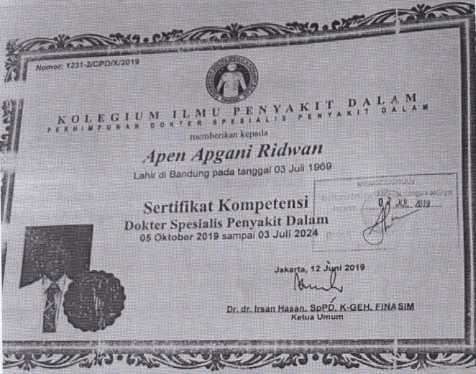 Nomor: 1231-2/CPD/X/2019
KOLEGIUM ILMU PENYAKIT DALAM
PERHIMPUNAN DOKTER SPESIALIS PENYAKIT DALAM
memberikan kepada
Apen Apgani Ridwan
Lahir di Bandung pada tanggal 03 Juli 1969
Sertifikat Kompetensi
Dokter Spesialis Penyakit Dalam
05 Oktober 2019 sampai 03 Juli 2024
JUL 2019
Jakarta, 12 Juni 2019
Dr. dr. Irsan Hasan, SpPD, K-GEH, FINASIM
Ketua Umum